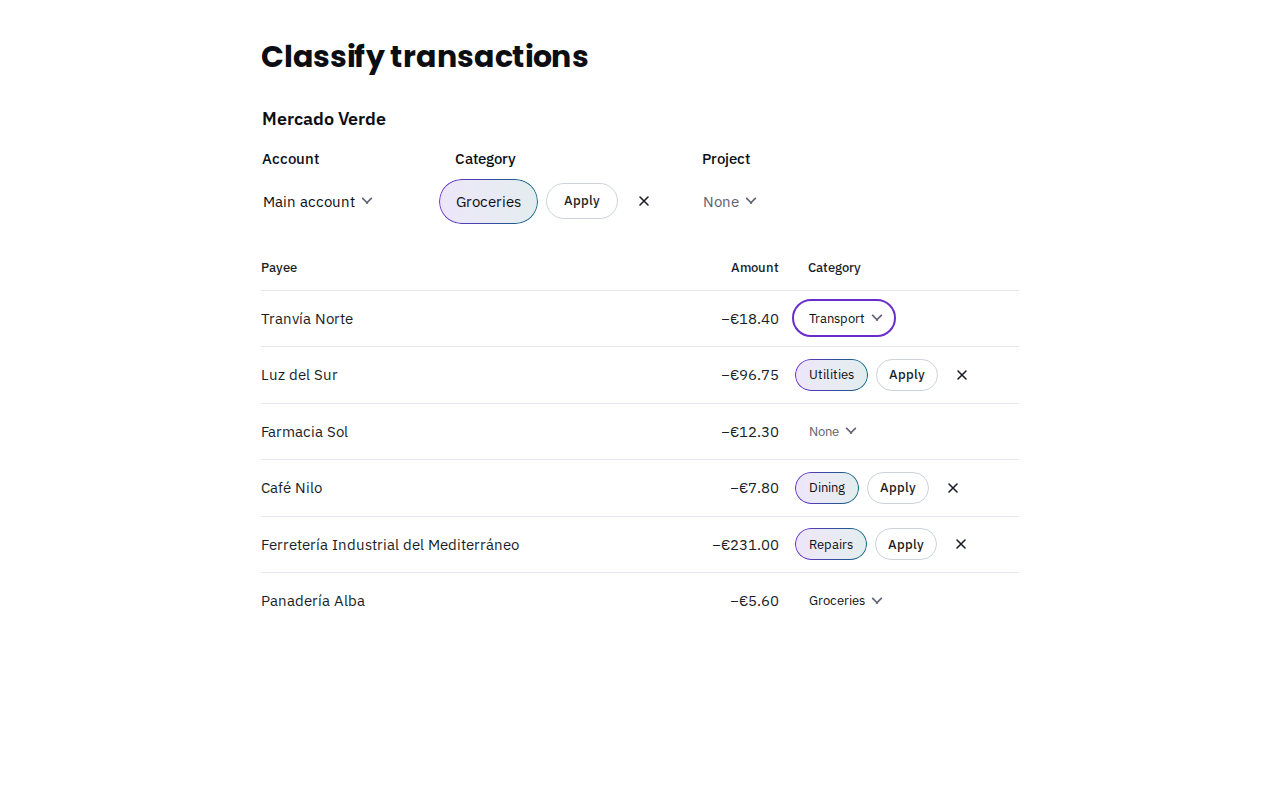 Classify transactions
Mercado Verde
Account Category Project
Main account Groceries Apply None
Payee Amount Category
Tranvía Norte −€18.40 Transport
Luz del Sur −€96.75 Utilities Apply
Farmacia Sol −€12.30 None
Café Nilo −€7.80 Dining Apply
Ferretería Industrial del Mediterráneo −€231.00 Repairs Apply
Panadería Alba −€5.60 Groceries